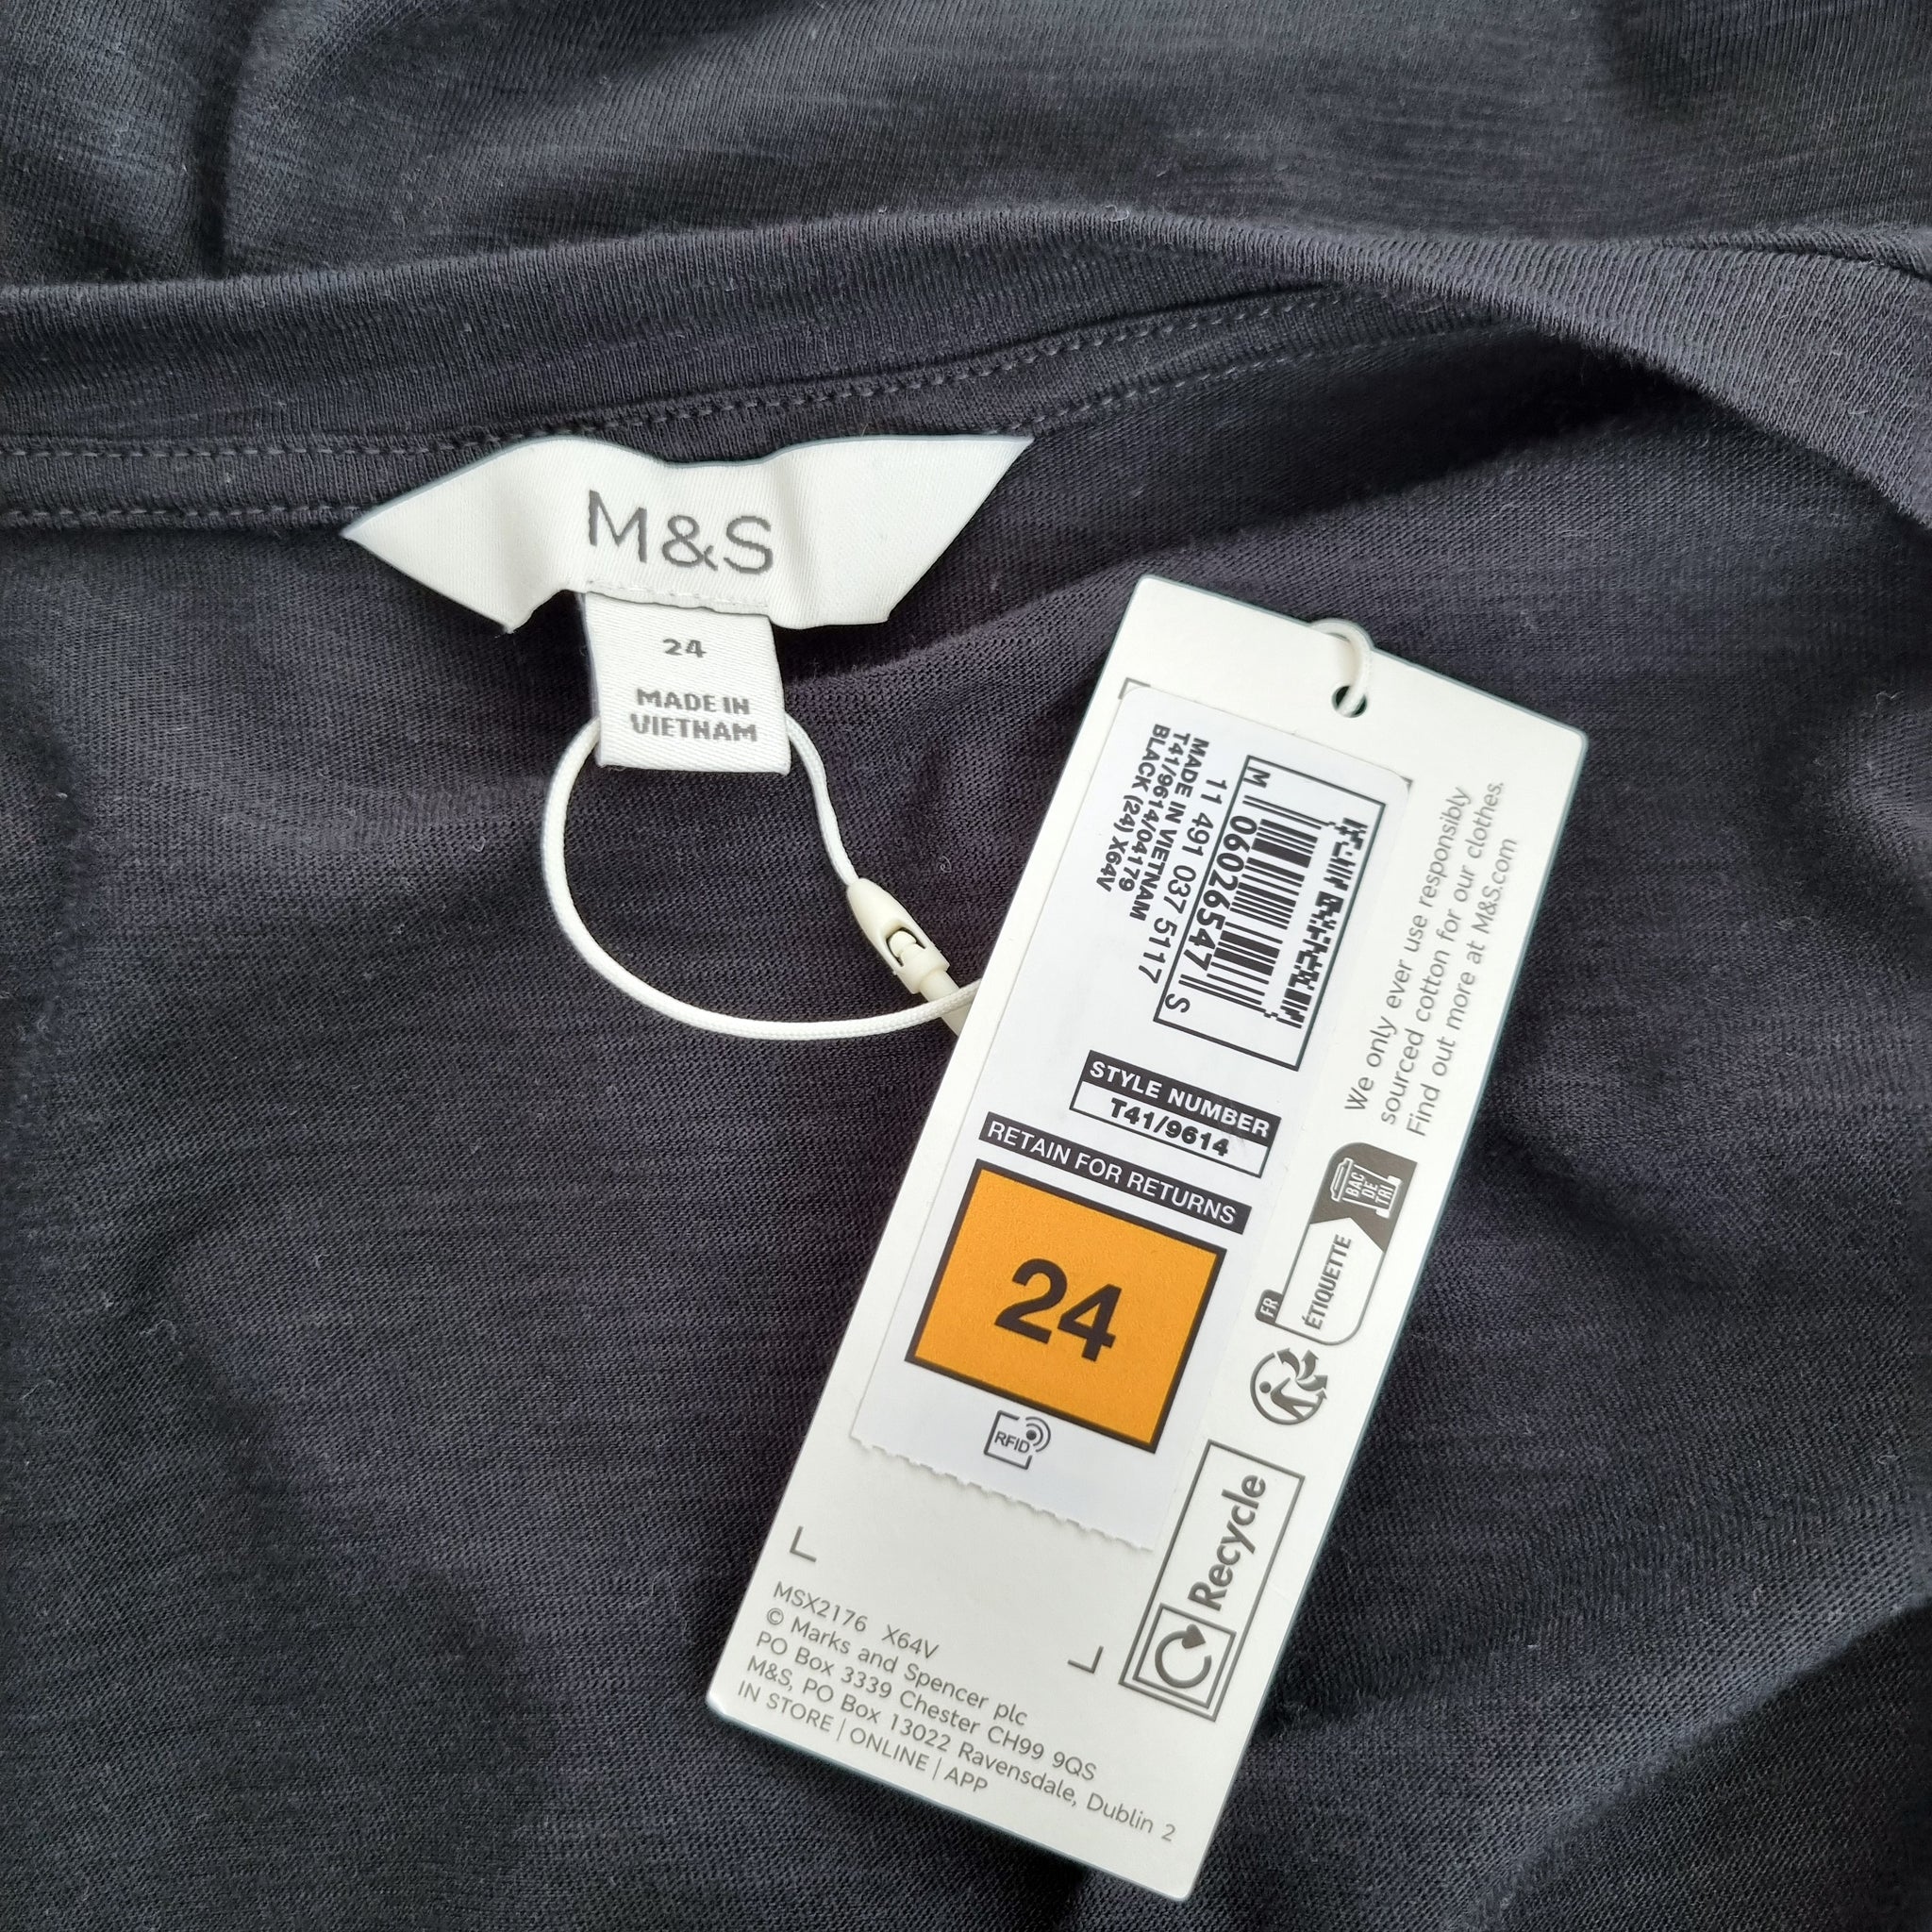 M&S
24
MADE IN
VIETNAM
M 06026547 S
11 491 037 5117
MADE IN VIETNAM
T41/9614/04179
BLACK (24) X64V
STYLE NUMBER
T41/9614
RETAIN FOR RETURNS
24
RFID
We only ever use responsibly
sourced cotton for our clothes.
Find out more at M&S.com
BAC
DE
TRI
FR
ÉTIQUETTE
Recycle
MSX2176 X64V
© Marks and Spencer plc
PO Box 3339 Chester CH99 9QS
M&S, PO Box 13022 Ravensdale, Dublin 2
IN STORE | ONLINE | APP